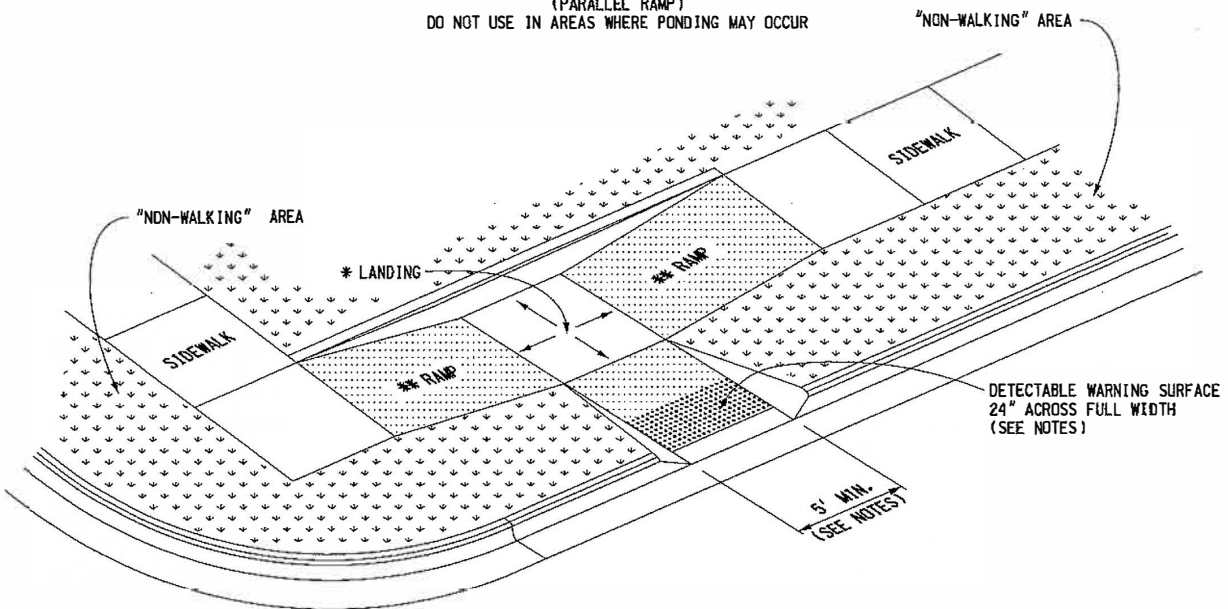 (PARALLEL RAMP)
DO NOT USE IN AREAS WHERE PONDING MAY OCCUR
"NON-WALKING" AREA
SIDEWALK
"NON-WALKING" AREA
* LANDING
** RAMP
SIDEWALK
** RAMP
DETECTABLE WARNING SURFACE
24" ACROSS FULL WIDTH
(SEE NOTES)
5' MIN.
(SEE NOTES)